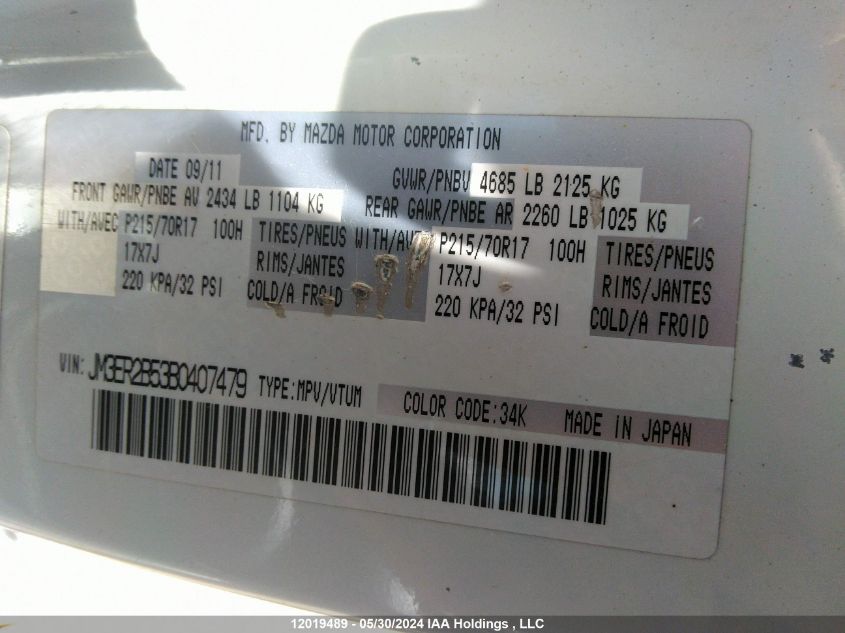 MFD. BY MAZDA MOTOR CORPORATION
DATE 09/11 GVWR/PNBV 4685 LB 2125 KG
FRONT GAWR/PNBE AV 2434 LB 1104 KG REAR GAWR/PNBE AR 2260 LB 1025 KG
WITH/AVEC P215/70R17 100H TIRES/PNEUS WITH/AVEC P215/70R17 100H TIRES/PNEUS
17X7J RIMS/JANTES 17X7J RIMS/JANTES
220 KPA/32 PSI COLD/A FROID 220 KPA/32 PSI COLD/A FROID
VIN: JM3ER2B53B0407479 TYPE:MPV/VTUM COLOR CODE:34K MADE IN JAPAN
12019489 - 05/30/2024 IAA Holdings , LLC